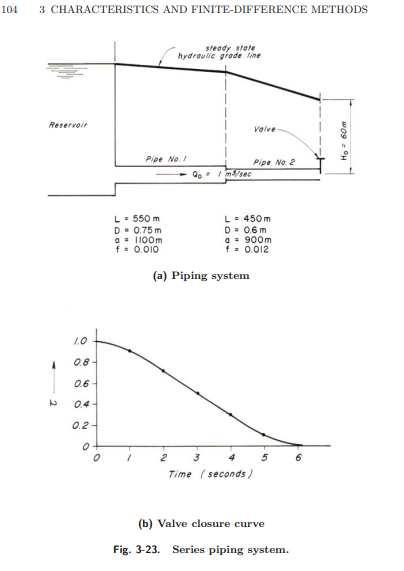 104 3 CHARACTERISTICS AND FINITE-DIFFERENCE METHODS
steady state
hydraulic grade line
Reservoir
Valve
Pipe No. 1
Pipe No. 2
Q₀ = 1 m³/sec
H₀ = 60m
L = 550 m
D = 0.75 m
a = 1100m
f = 0.010
L = 450m
D = 0.6 m
a = 900m
f = 0.012
(a) Piping system
1.0
0.8
0.6
0.4
0.2
0
τ
0 1 2 3 4 5 6
Time (seconds)
(b) Valve closure curve
Fig. 3-23. Series piping system.